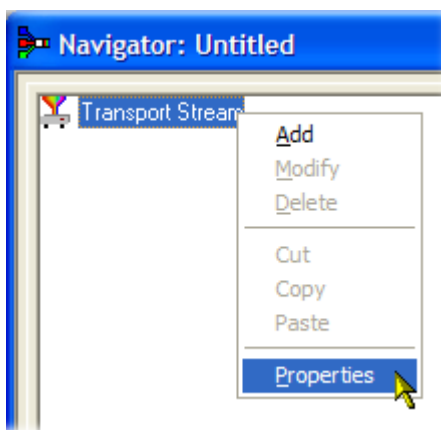 Navigator: Untitled
Transport Stream
Add
Modify
Delete
Cut
Copy
Paste
Properties